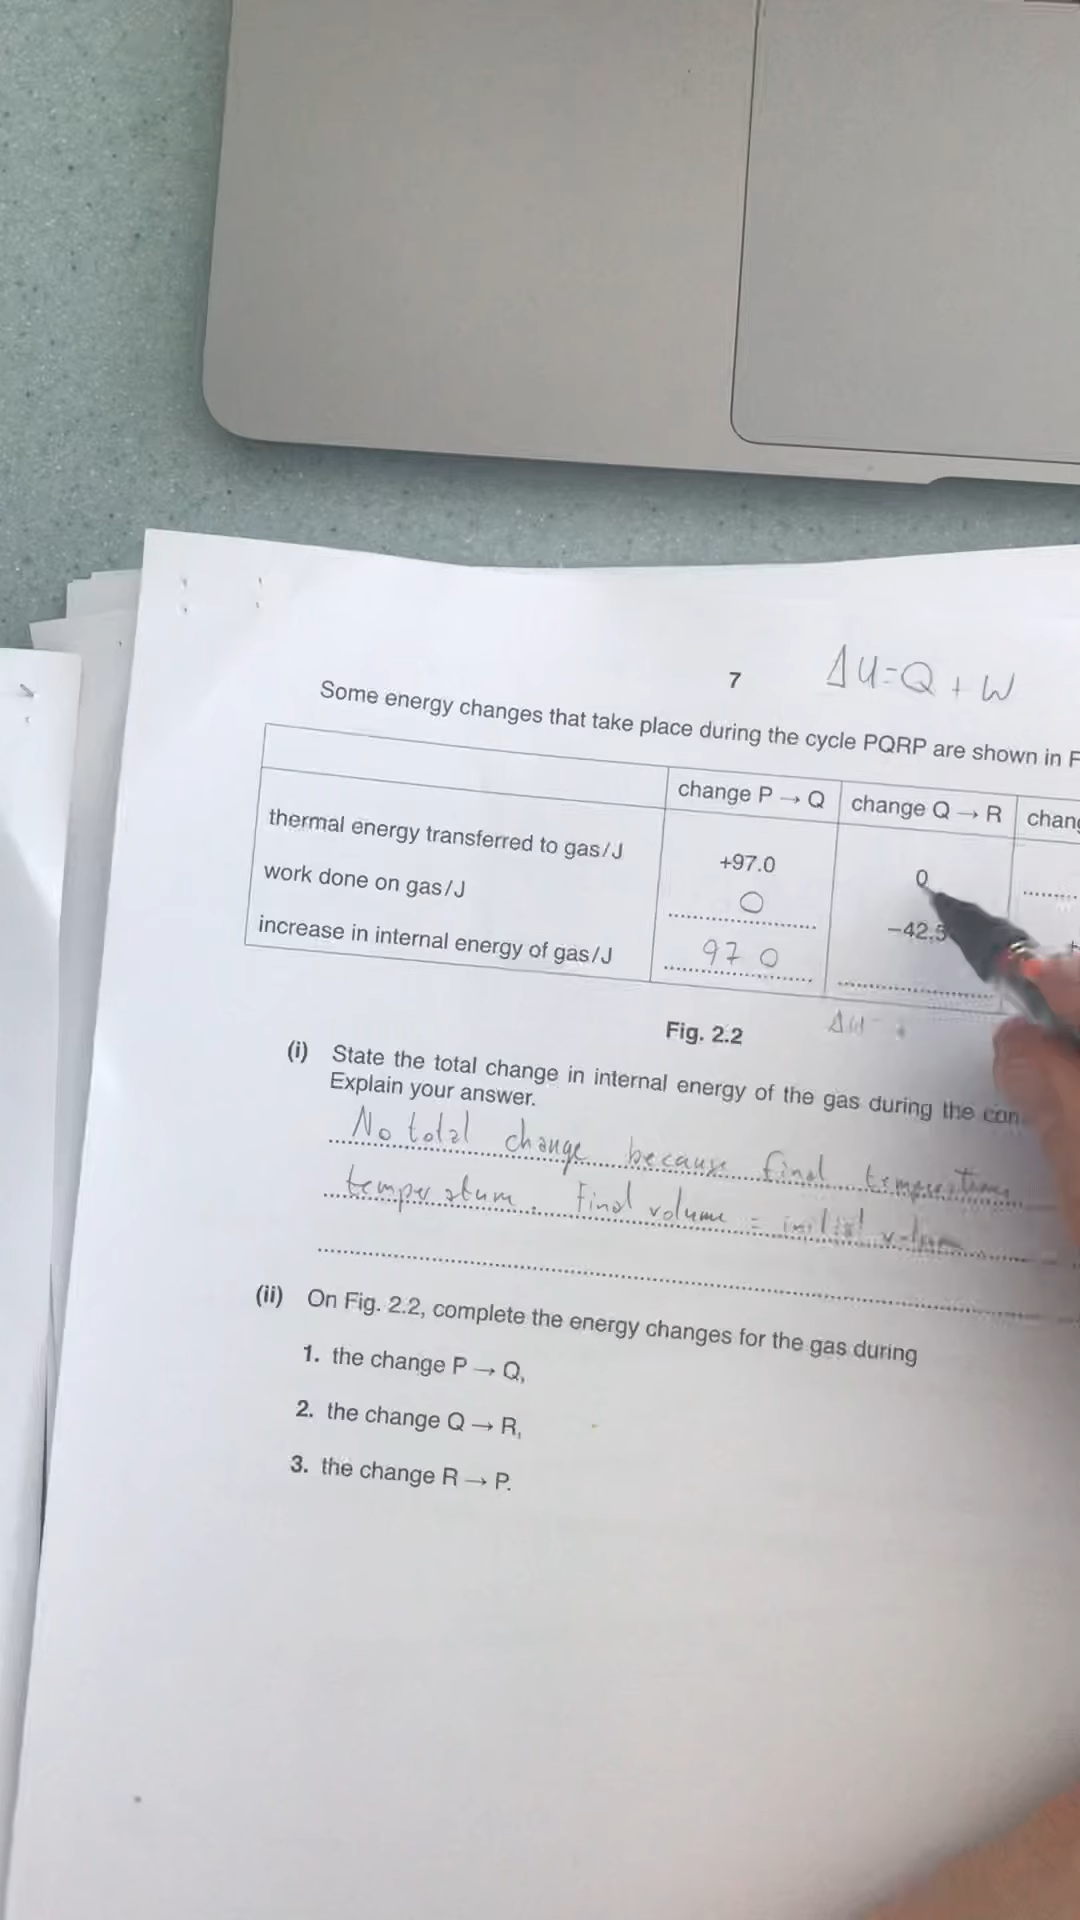 7
ΔU=Q + W
Some energy changes that take place during the cycle PQRP are shown in F
change P → Q change Q → R chang
thermal energy transferred to gas/J +97.0 0
work done on gas/J 0 −42.5
increase in internal energy of gas/J 97 0
Fig. 2.2
(i) State the total change in internal energy of the gas during the com
Explain your answer.
No total change because final temperature
temperature. Final volume = initial volume
(ii) On Fig. 2.2, complete the energy changes for the gas during
1. the change P → Q,
2. the change Q → R,
3. the change R → P.